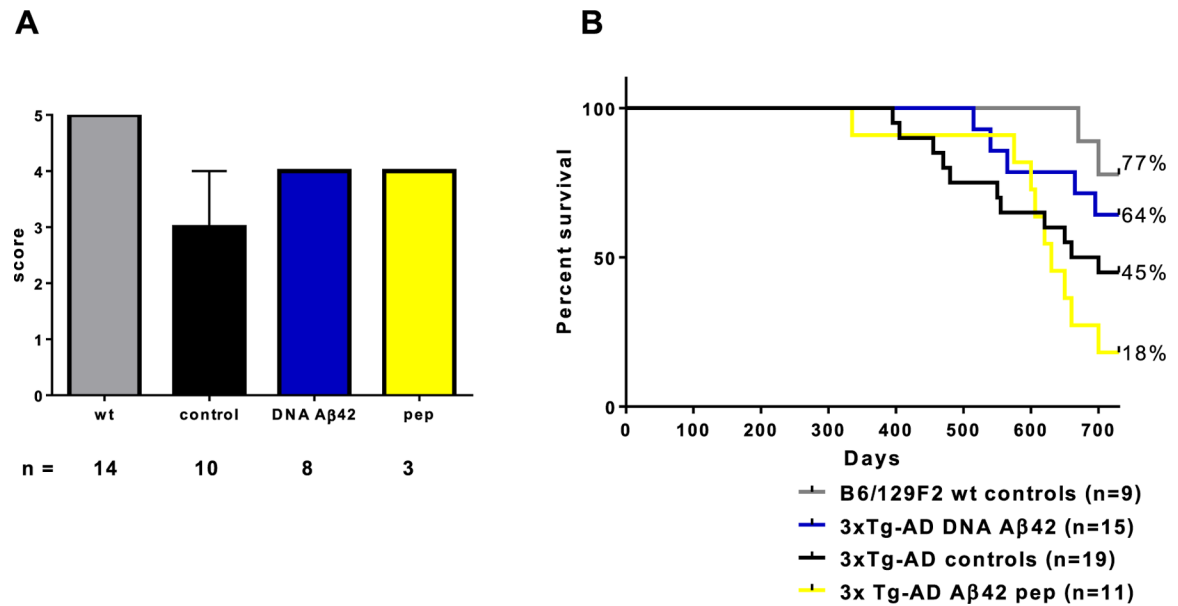 A
5
4
3
2
1
0
score
wt control DNA Aβ42 pep
n = 14 10 8 3
B
100
50
0
Percent survival
77%
64%
45%
18%
0 100 200 300 400 500 600 700
Days
B6/129F2 wt controls (n=9)
3xTg-AD DNA Aβ42 (n=15)
3xTg-AD controls (n=19)
3x Tg-AD Aβ42 pep (n=11)